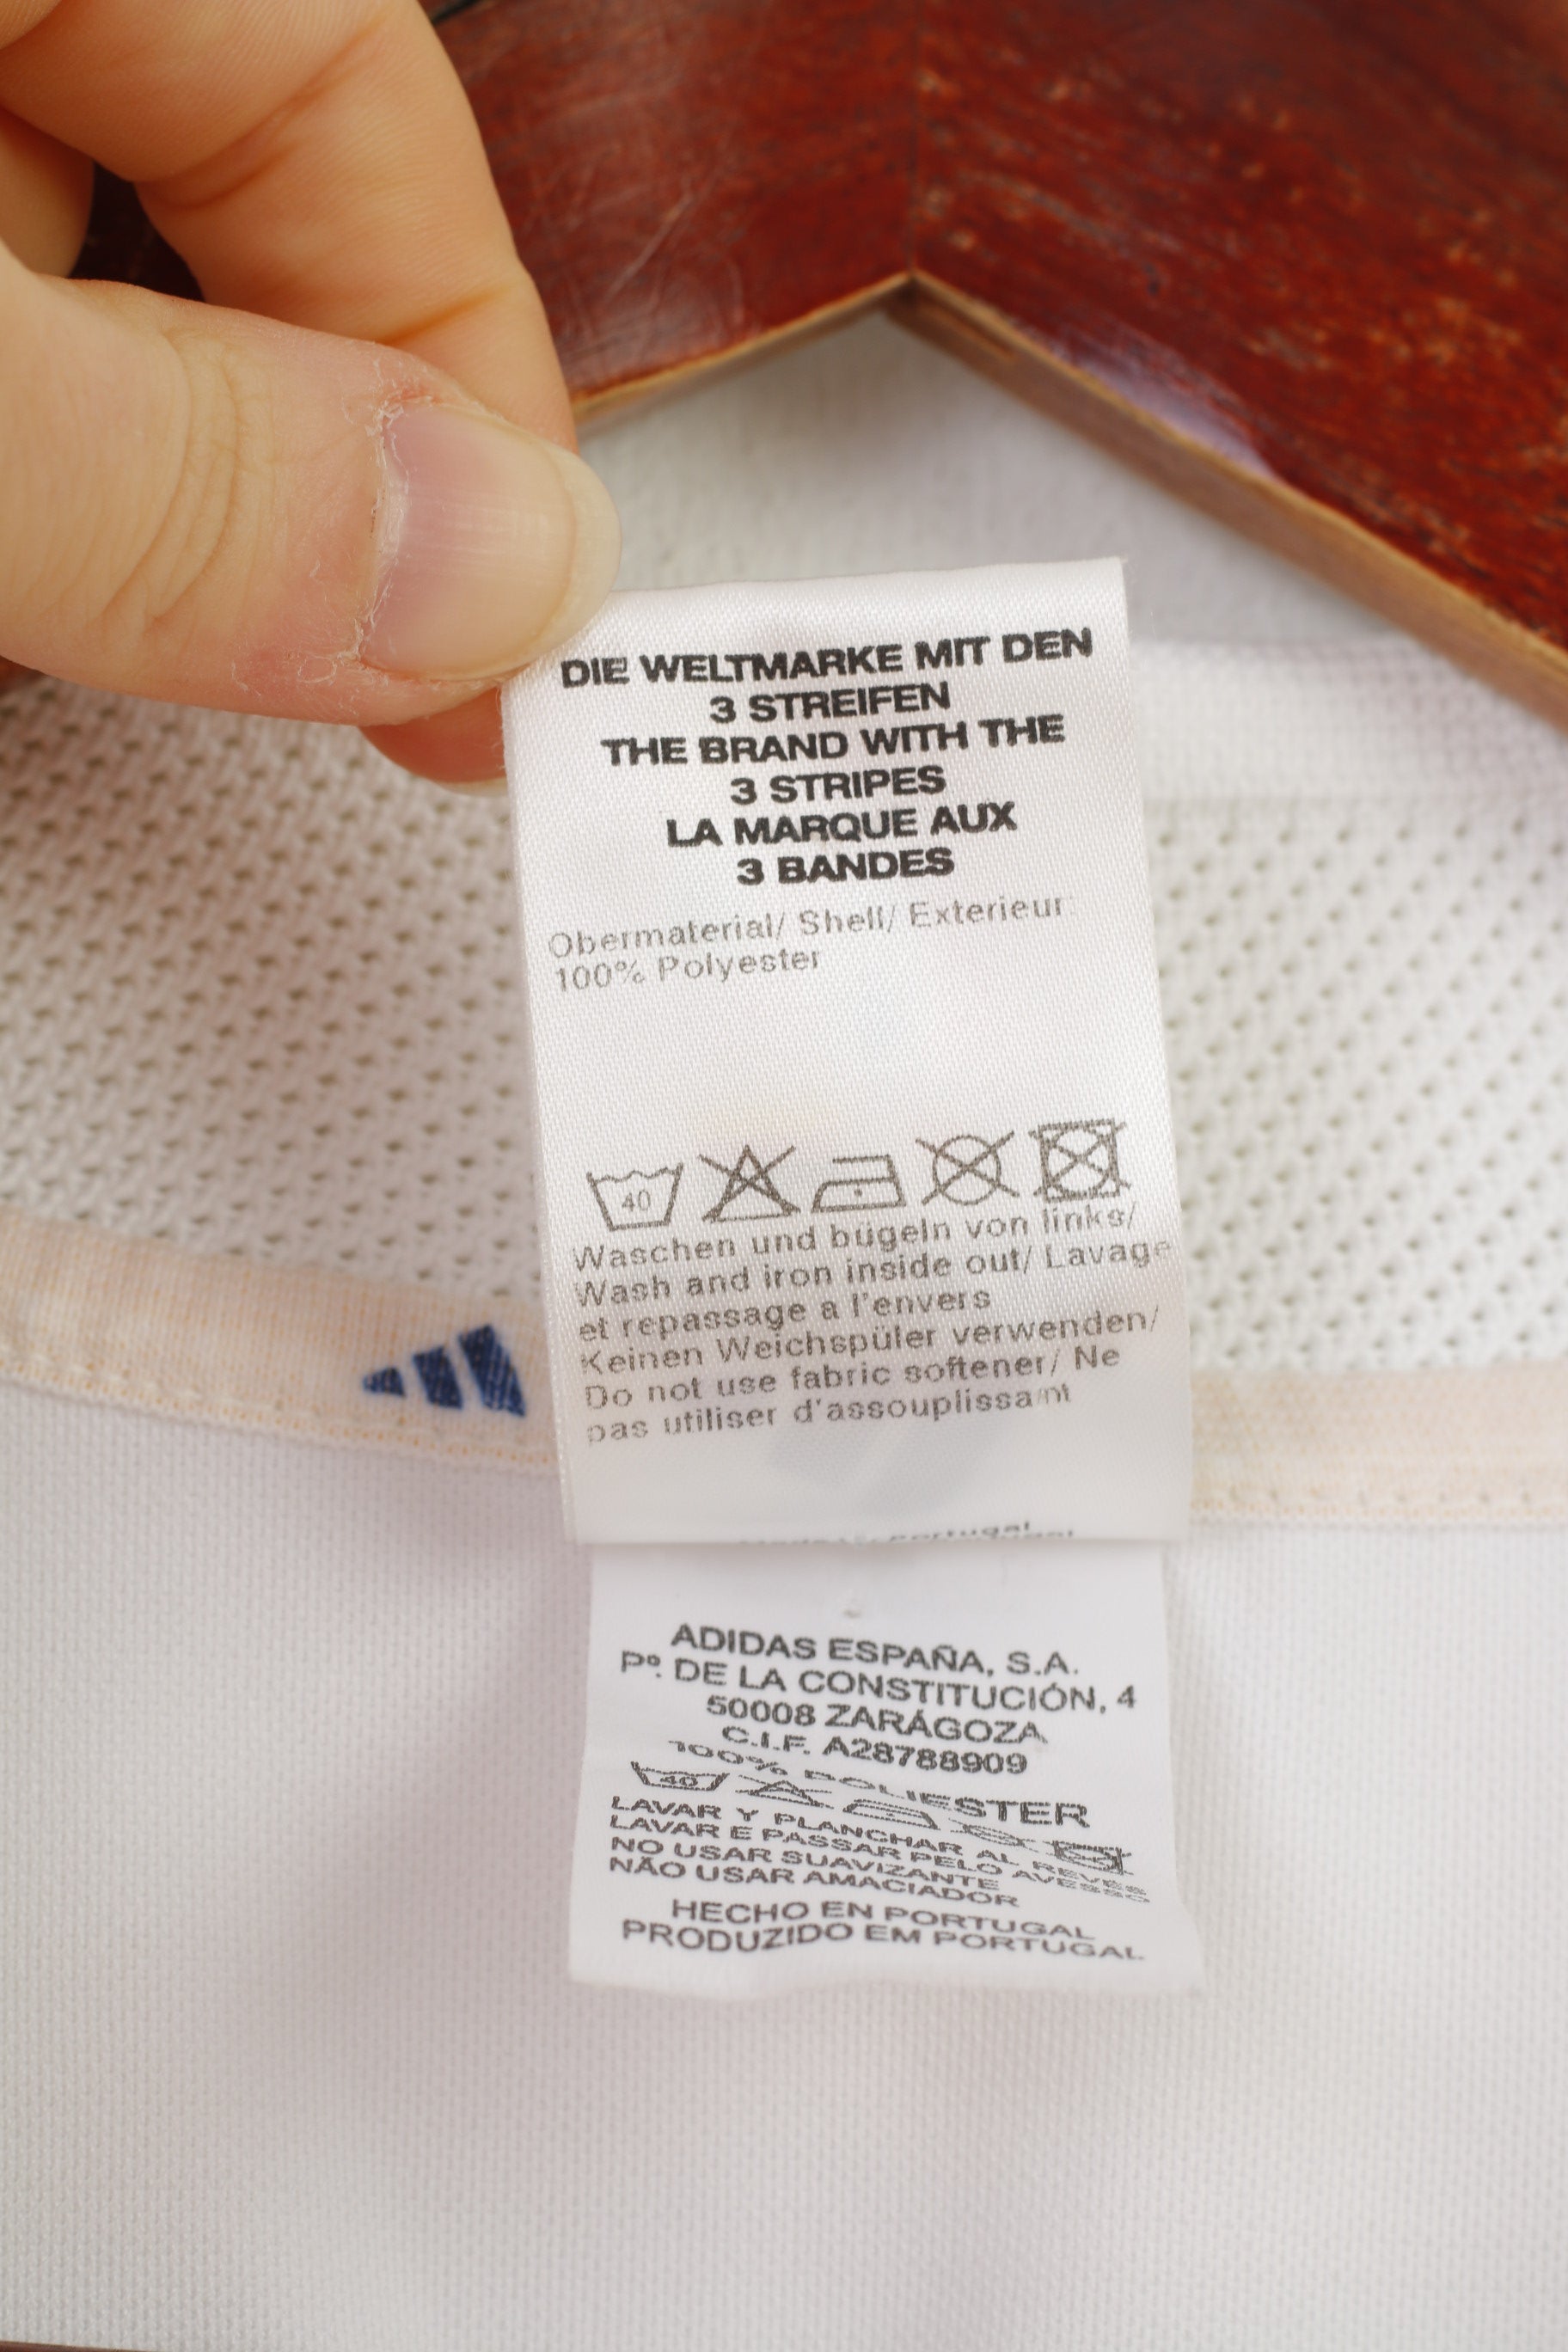 DIE WELTMARKE MIT DEN
3 STREIFEN
THE BRAND WITH THE
3 STRIPES
LA MARQUE AUX
3 BANDES
Obermaterial/ Shell/ Exterieur:
100% Polyester
40
Waschen und bügeln von links/
Wash and iron inside out/ Lavage
et repassage a l'envers
Keinen Weichspüler verwenden/
Do not use fabric softener/ Ne
pas utiliser d'assouplissant
Portugal
ADIDAS ESPAÑA, S.A.
Pº. DE LA CONSTITUCIÓN, 4
50008 ZARAGOZA
C.I.F. A28788909
100% POLIESTER
40
LAVAR Y PLANCHAR AL REVES
LAVAR E PASSAR PELO AVESSO
NO USAR SUAVIZANTE
NÃO USAR AMACIADOR
HECHO EN PORTUGAL
PRODUZIDO EM PORTUGAL